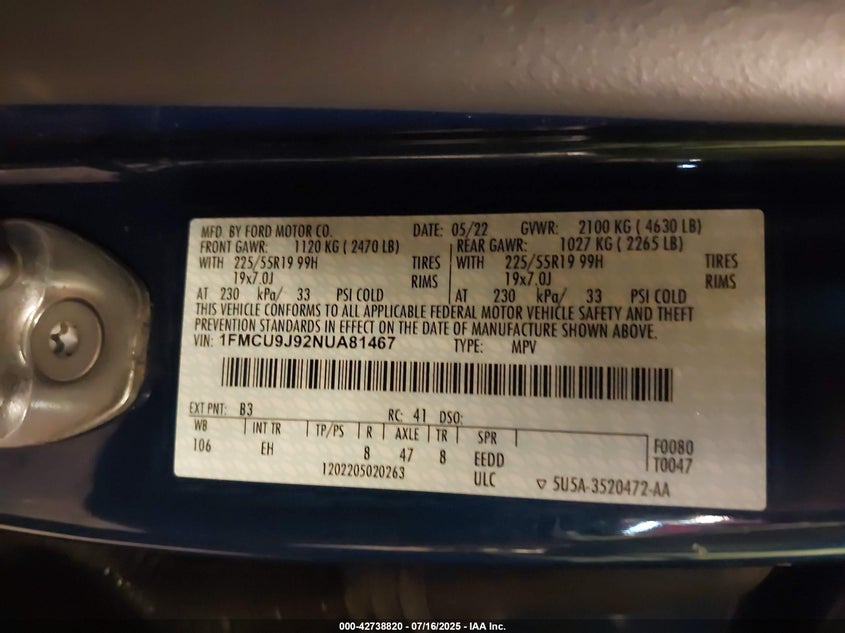 MFD. BY FORD MOTOR CO. DATE: 05/22 GVWR: 2100 KG ( 4630 LB)
FRONT GAWR: 1120 KG ( 2470 LB) REAR GAWR: 1027 KG ( 2265 LB)
WITH 225/55R19 99H TIRES WITH 225/55R19 99H TIRES
19x7.0J RIMS 19x7.0J RIMS
AT 230 kPa/ 33 PSI COLD AT 230 kPa/ 33 PSI COLD
THIS VEHICLE CONFORMS TO ALL APPLICABLE FEDERAL MOTOR VEHICLE SAFETY AND THEFT
PREVENTION STANDARDS IN EFFECT ON THE DATE OF MANUFACTURE SHOWN ABOVE.
VIN: 1FMCU9J92NUA81467 TYPE: MPV
EXT PNT: B3 RC: 41 DSO:
WB INT TR TP/PS R AXLE TR SPR
106 EH 8 47 8 EEDD
F0080
T0047
1202205020263 ULC
▽ 5USA-3520472-AA
000-42738820 - 07/16/2025 - IAA Inc.